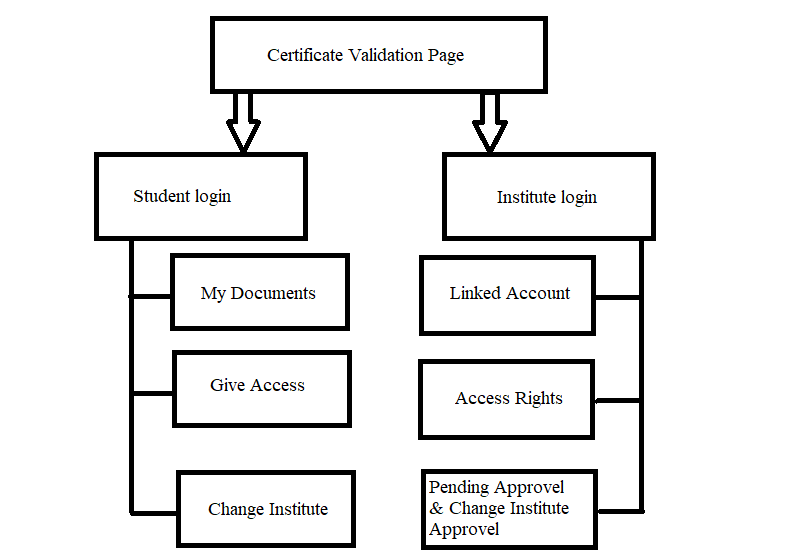 Certificate Validation Page
Student login
Institute login
My Documents
Linked Account
Give Access
Access Rights
Change Institute
Pending Approvel
& Change Institute
Approvel